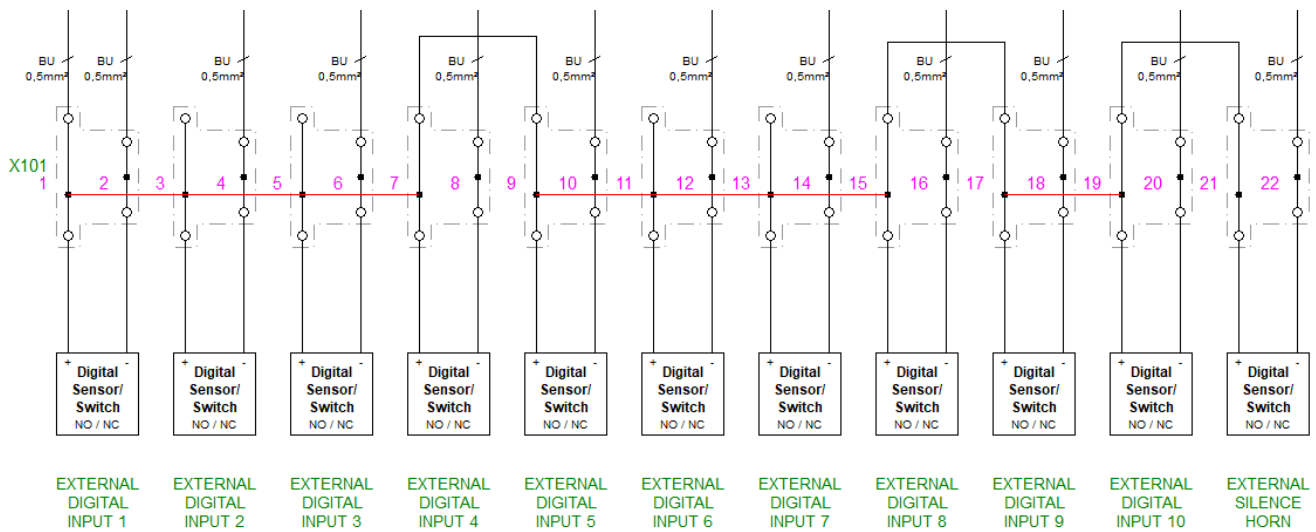 BU BU BU BU BU BU BU BU BU BU BU BU
0,5mm² 0,5mm² 0,5mm² 0,5mm² 0,5mm² 0,5mm² 0,5mm² 0,5mm² 0,5mm² 0,5mm² 0,5mm² 0,5mm²
X101
1 2 3 4 5 6 7 8 9 10 11 12 13 14 15 16 17 18 19 20 21 22
+ - + - + - + - + - + - + - + - + - + - + -
Digital Digital Digital Digital Digital Digital Digital Digital Digital Digital Digital
Sensor/ Sensor/ Sensor/ Sensor/ Sensor/ Sensor/ Sensor/ Sensor/ Sensor/ Sensor/ Sensor/
Switch Switch Switch Switch Switch Switch Switch Switch Switch Switch Switch
NO / NC NO / NC NO / NC NO / NC NO / NC NO / NC NO / NC NO / NC NO / NC NO / NC NO / NC
EXTERNAL EXTERNAL EXTERNAL EXTERNAL EXTERNAL EXTERNAL EXTERNAL EXTERNAL EXTERNAL EXTERNAL EXTERNAL
DIGITAL DIGITAL DIGITAL DIGITAL DIGITAL DIGITAL DIGITAL DIGITAL DIGITAL DIGITAL SILENCE
INPUT 1 INPUT 2 INPUT 3 INPUT 4 INPUT 5 INPUT 6 INPUT 7 INPUT 8 INPUT 9 INPUT 10 HORN